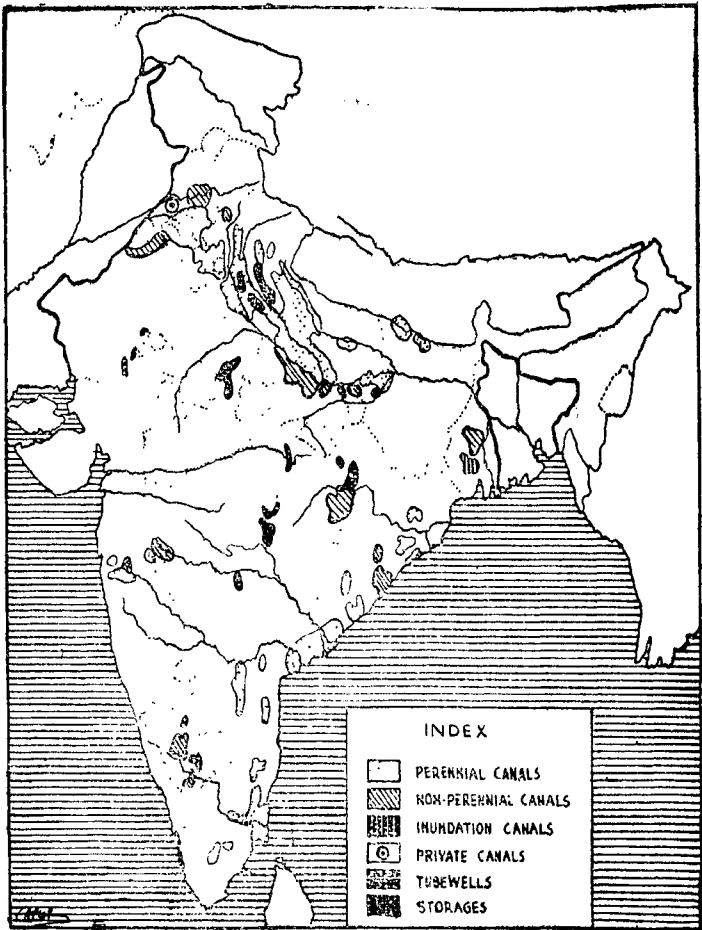 INDEX
PERENNIAL CANALS
NON-PERENNIAL CANALS
INUNDATION CANALS
PRIVATE CANALS
TUBEWELLS
STORAGES